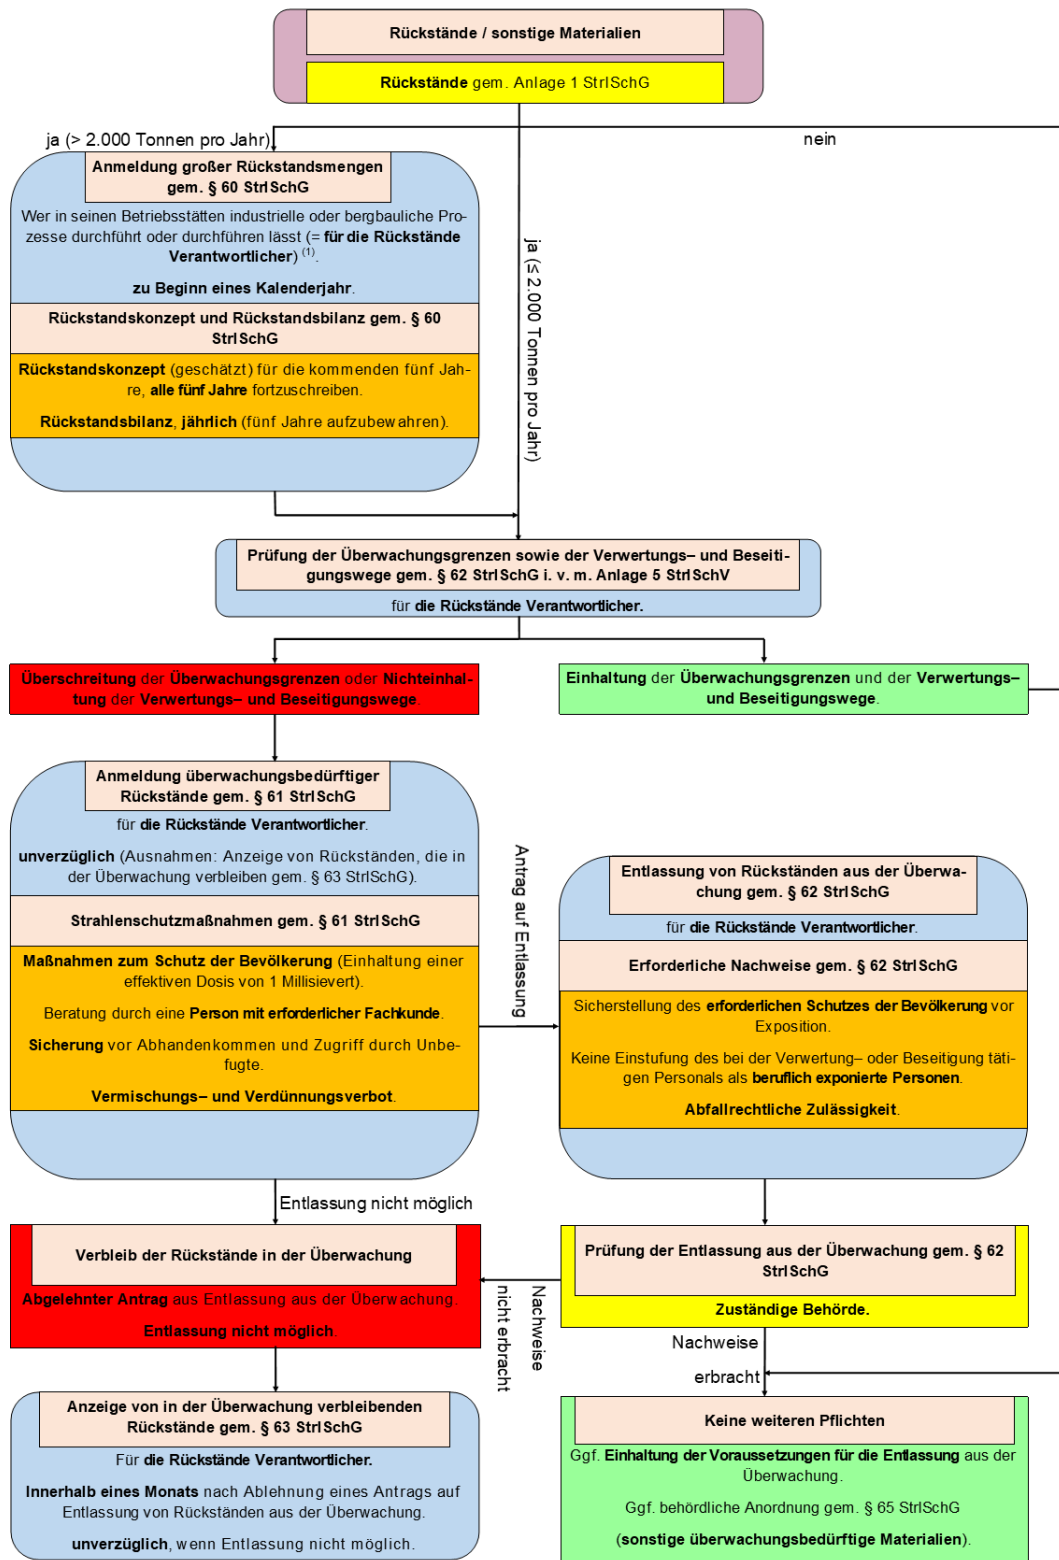 Rückstände / sonstige Materialien
Rückstände gem. Anlage 1 StrlSchG
ja (> 2.000 Tonnen pro Jahr)
nein
Anmeldung großer Rückstandsmengen
gem. § 60 StrlSchG
Wer in seinen Betriebsstätten industrielle oder bergbauliche Pro-
zesse durchführt oder durchführen lässt (= für die Rückstände
Verantwortlicher) (1).
zu Beginn eines Kalenderjahr.
Rückstandskonzept und Rückstandsbilanz gem. § 60
StrlSchG
Rückstandskonzept (geschätzt) für die kommenden fünf Jah-
re, alle fünf Jahre fortzuschreiben.
Rückstandsbilanz, jährlich (fünf Jahre aufzubewahren).
ja (≤ 2.000 Tonnen pro Jahr)
Prüfung der Überwachungsgrenzen sowie der Verwertungs– und Beseiti-
gungswege gem. § 62 StrlSchG i. v. m. Anlage 5 StrlSchV
für die Rückstände Verantwortlicher.
Überschreitung der Überwachungsgrenzen oder Nichteinhal-
tung der Verwertungs– und Beseitigungswege.
Einhaltung der Überwachungsgrenzen und der Verwertungs–
und Beseitigungswege.
Anmeldung überwachungsbedürftiger
Rückstände gem. § 61 StrlSchG
für die Rückstände Verantwortlicher.
unverzüglich (Ausnahmen: Anzeige von Rückständen, die in
der Überwachung verbleiben gem. § 63 StrlSchG).
Strahlenschutzmaßnahmen gem. § 61 StrlSchG
Maßnahmen zum Schutz der Bevölkerung (Einhaltung einer
effektiven Dosis von 1 Millisievert).
Beratung durch eine Person mit erforderlicher Fachkunde.
Sicherung vor Abhandenkommen und Zugriff durch Unbe-
fugte.
Vermischungs– und Verdünnungsverbot.
Antrag auf Entlassung
Entlassung von Rückständen aus der Überwa-
chung gem. § 62 StrlSchG
für die Rückstände Verantwortlicher.
Erforderliche Nachweise gem. § 62 StrlSchG
Sicherstellung des erforderlichen Schutzes der Bevölkerung vor
Exposition.
Keine Einstufung des bei der Verwertung– oder Beseitigung täti-
gen Personals als beruflich exponierte Personen.
Abfallrechtliche Zulässigkeit.
Entlassung nicht möglich
Verbleib der Rückstände in der Überwachung
Abgelehnter Antrag aus Entlassung aus der Überwachung.
Entlassung nicht möglich.
Nachweise
nicht erbracht
Prüfung der Entlassung aus der Überwachung gem. § 62
StrlSchG
Zuständige Behörde.
Nachweise
erbracht
Anzeige von in der Überwachung verbleibenden
Rückstände gem. § 63 StrlSchG
Für die Rückstände Verantwortlicher.
Innerhalb eines Monats nach Ablehnung eines Antrags auf
Entlassung von Rückständen aus der Überwachung.
unverzüglich, wenn Entlassung nicht möglich.
Keine weiteren Pflichten
Ggf. Einhaltung der Voraussetzungen für die Entlassung aus der
Überwachung.
Ggf. behördliche Anordnung gem. § 65 StrlSchG
(sonstige überwachungsbedürftige Materialien).